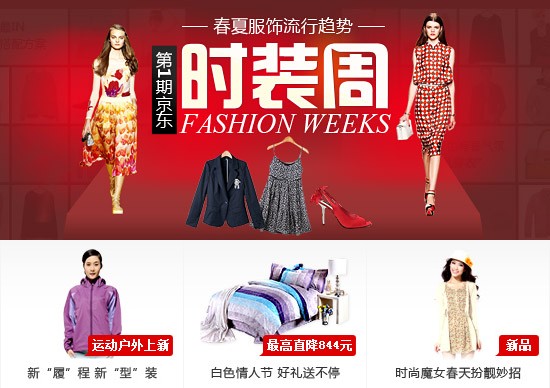 春夏服饰流行趋势
第1期京东
时装周
FASHION WEEKS
运动户外上新
最高直降844元
新品
新“履”程 新“型”装
白色情人节 好礼送不停
时尚魔女春天扮靓妙招